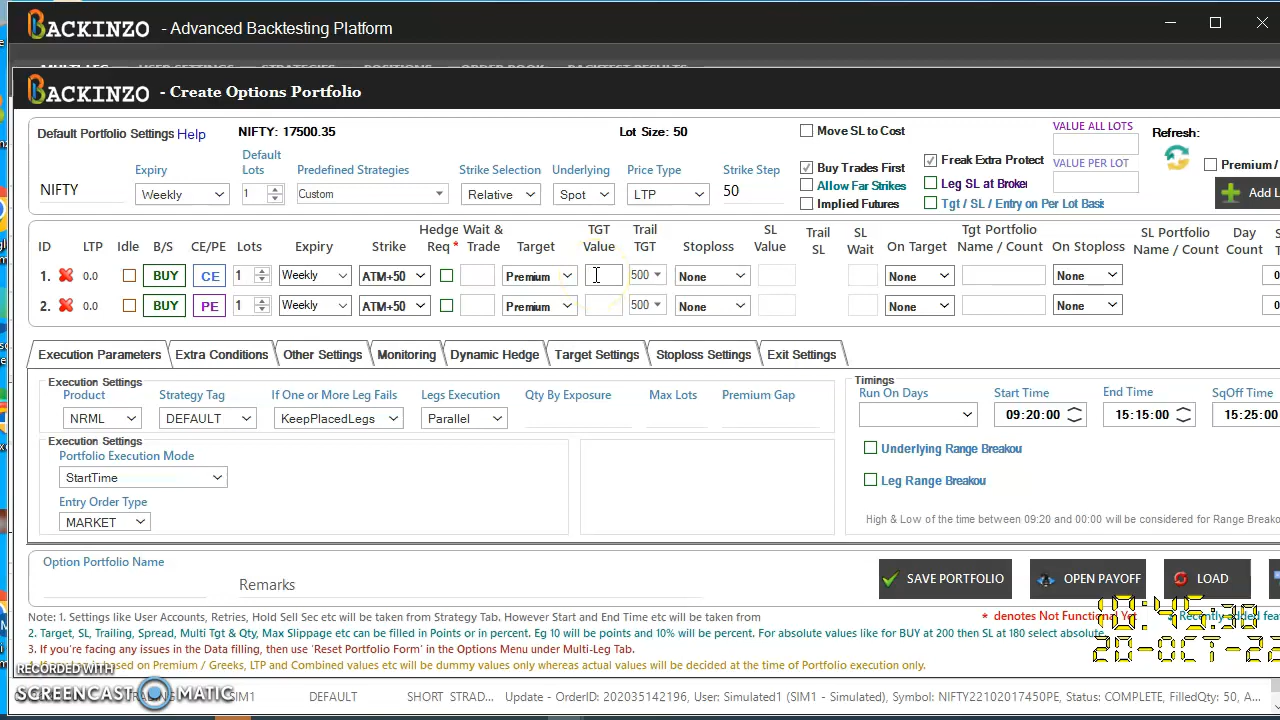 BACKINZO - Advanced Backtesting Platform
BACKINZO - Create Options Portfolio
Default Portfolio Settings Help NIFTY: 17500.35 Lot Size: 50 Move SL to Cost VALUE ALL LOTS Refresh:
Expiry Default Lots Predefined Strategies Strike Selection Underlying Price Type Strike Step Buy Trades First Freak Extra Protect VALUE PER LOT Premium /
NIFTY Weekly 1 Custom Relative Spot LTP 50 Allow Far Strikes Leg SL at Broker Add L
Implied Futures Tgt / SL / Entry on Per Lot Basis
ID LTP Idle B/S CE/PE Lots Expiry Strike Hedge Req * Wait & Trade Target TGT Value Trail TGT Stoploss SL Value Trail SL SL Wait On Target Tgt Portfolio Name / Count On Stoploss SL Portfolio Name / Count Day Count
1. 0.0 BUY CE 1 Weekly ATM+50 Premium 500 None None None 0
2. 0.0 BUY PE 1 Weekly ATM+50 Premium 500 None None None 0
Execution Parameters Extra Conditions Other Settings Monitoring Dynamic Hedge Target Settings Stoploss Settings Exit Settings
Execution Settings Timings
Product Strategy Tag If One or More Leg Fails Legs Execution Qty By Exposure Max Lots Premium Gap Run On Days Start Time End Time SqOff Time
NRML DEFAULT KeepPlacedLegs Parallel 09:20:00 15:15:00 15:25:00
Execution Settings
Portfolio Execution Mode Underlying Range Breakou
StartTime Leg Range Breakou
Entry Order Type
MARKET High & Low of the time between 09:20 and 00:00 will be considered for Range Breako
Option Portfolio Name
Remarks SAVE PORTFOLIO OPEN PAYOFF LOAD
Note: 1. Settings like User Accounts, Retries, Hold Sell Sec etc will be taken from Strategy Tab. However Start and End Time etc will be taken from * denotes Not Function
2. Target, SL, Trailing, Spread, Multi Tgt & Qty, Max Slippage etc can be filled in Points or in percent. Eg 10 will be points and 10% will be percent. For absolute values like for BUY at 200 then SL at 180 select absolute.
3. If you're facing any issues in the Data filling, then use 'Reset Portfolio Form' in the Options Menu under Multi-Leg Tab.
on Premium / Greeks, LTP and Combined values etc will be dummy values only whereas actual values will be decided at the time of Portfolio execution only.
10:45:30
20-OCT-22
RECORDED WITH
SCREENCAST MATIC
SIM1 DEFAULT SHORT_STRAD... Update - OrderID: 202035142196, User: Simulated1 (SIM1 - Simulated), Symbol: NIFTY22102017450PE, Status: COMPLETE, FilledQty: 50, A...